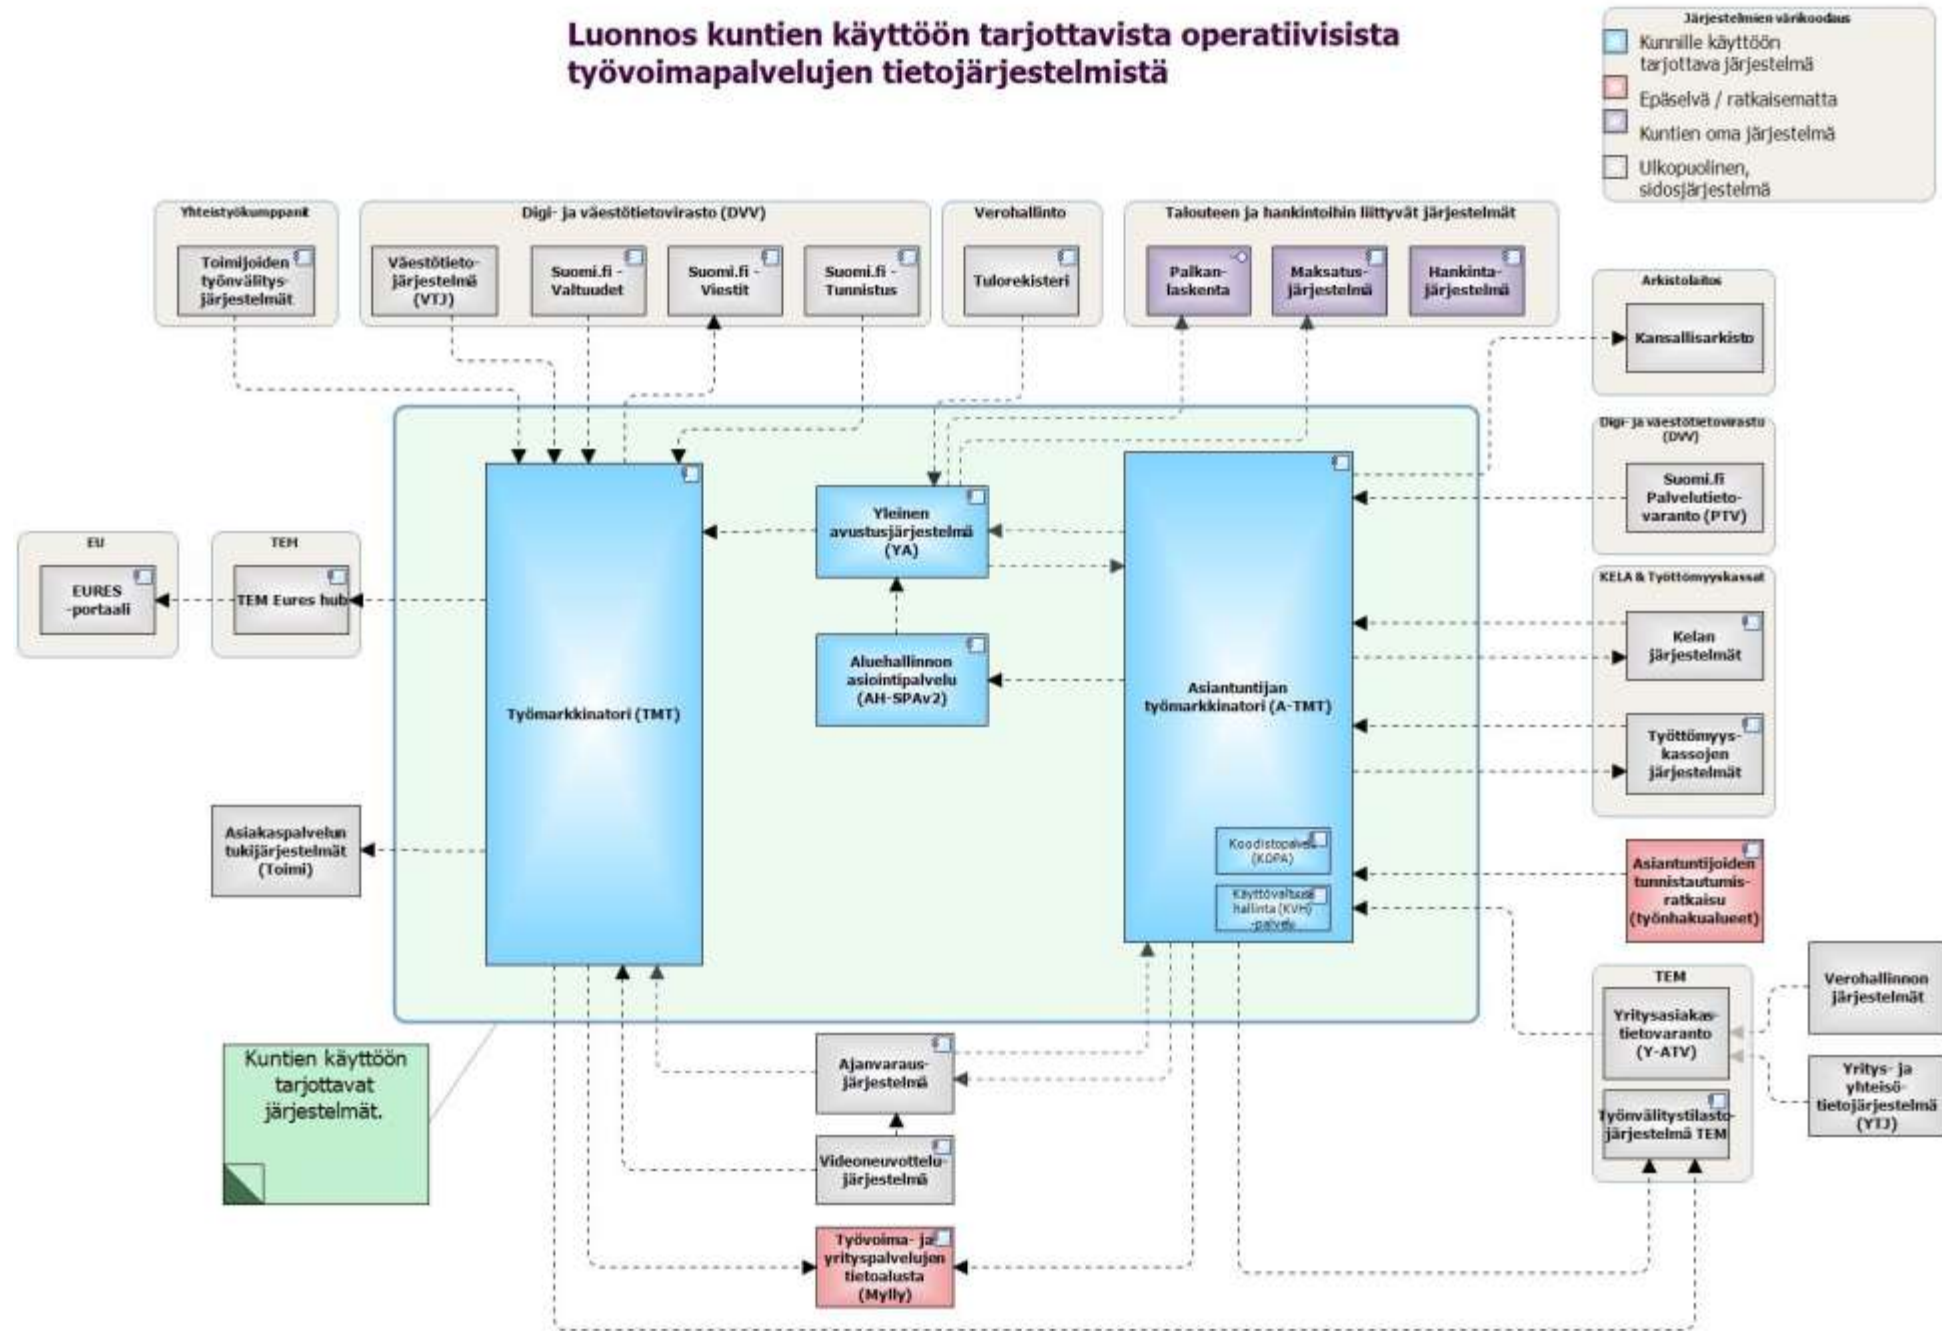 Luonnos kuntien käyttöön tarjottavista operatiivisista
työvoimapalvelujen tietojärjestelmistä
Järjestelmien värikoodaus
Kunnille käyttöön
tarjottava järjestelmä
Epäselvä / ratkaisematta
Kuntien oma järjestelmä
Ulkopuolinen,
sidosjärjestelmä
Yhteistyökumppanit
Toimijoiden
työnvälitys-
järjestelmät
Digi- ja väestötietovirasto (DVV)
Väestötieto-
järjestelmä
(VTJ)
Suomi.fi -
Valtuudet
Suomi.fi -
Viestit
Suomi.fi -
Tunnistus
Verohallinto
Tulorekisteri
Talouteen ja hankintoihin liittyvät järjestelmät
Palkan-
laskenta
Maksatus-
järjestelmä
Hankinta-
järjestelmä
Arkistolaitos
Kansallisarkisto
Digi- ja väestötietovirasto
(DVV)
Suomi.fi
Palvelutieto-
varanto (PTV)
KELA & Työttömyyskassat
Kelan
järjestelmät
Työttömyys-
kassojen
järjestelmät
EU
EURES
-portaali
TEM
TEM Eures hub
Työmarkkinatori (TMT)
Yleinen
avustusjärjestelmä
(YA)
Aluehallinnon
asiointipalvelu
(AH-SPAv2)
Asiantuntijan
työmarkkinatori (A-TMT)
Koodistopalvelu
(KOPA)
Käyttövaltuus
hallinta (KVH)
-palvelu
Asiakaspalvelun
tukijärjestelmät
(Toimi)
Asiantuntijoiden
tunnistautumis-
ratkaisu
(työnhakualueet)
TEM
Yritysasiakas-
tietovaranto
(Y-ATV)
Työnvälitystilasto-
järjestelmä TEM
Verohallinnon
järjestelmät
Yritys- ja
yhteisö-
tietojärjestelmä
(YTJ)
Kuntien käyttöön
tarjottavat
järjestelmät.
Ajanvaraus-
järjestelmä
Videoneuvottelu-
järjestelmä
Työvoima- ja
yrityspalvelujen
tietoalusta
(Mylly)